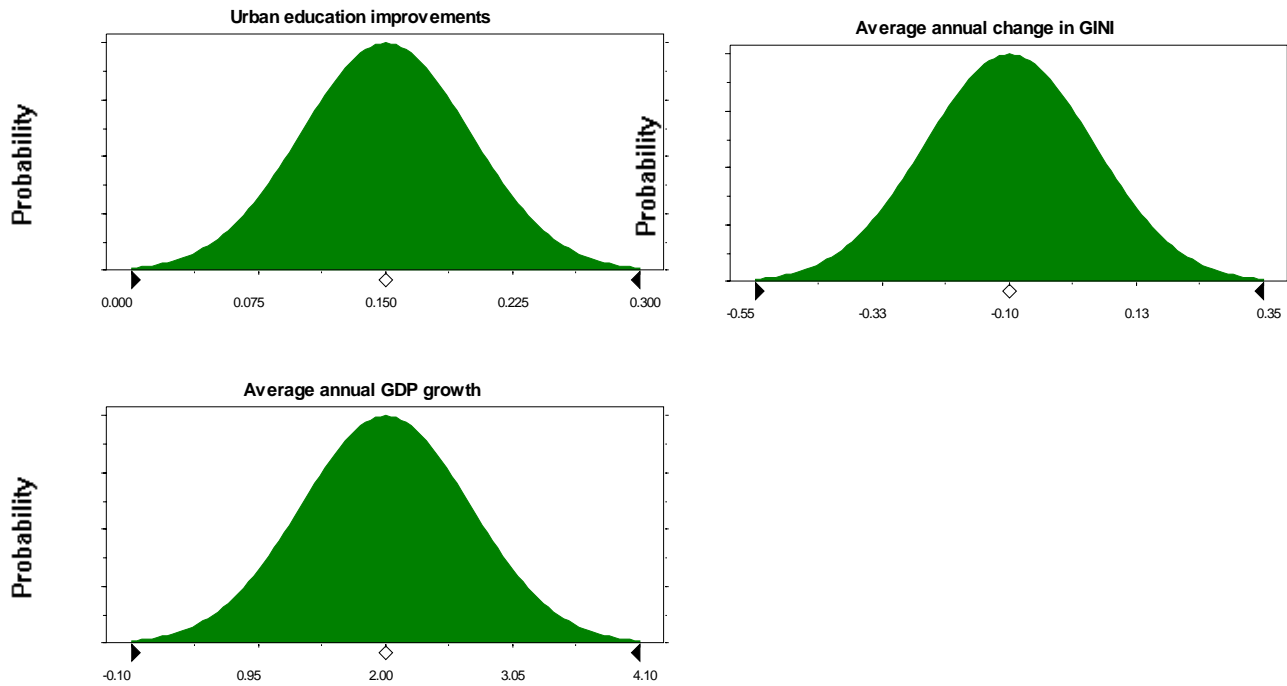 Urban education improvements
Probability
0.000 0.075 0.150 0.225 0.300
Average annual change in GINI
Probability
-0.55 -0.33 -0.10 0.13 0.35
Average annual GDP growth
Probability
-0.10 0.95 2.00 3.05 4.10